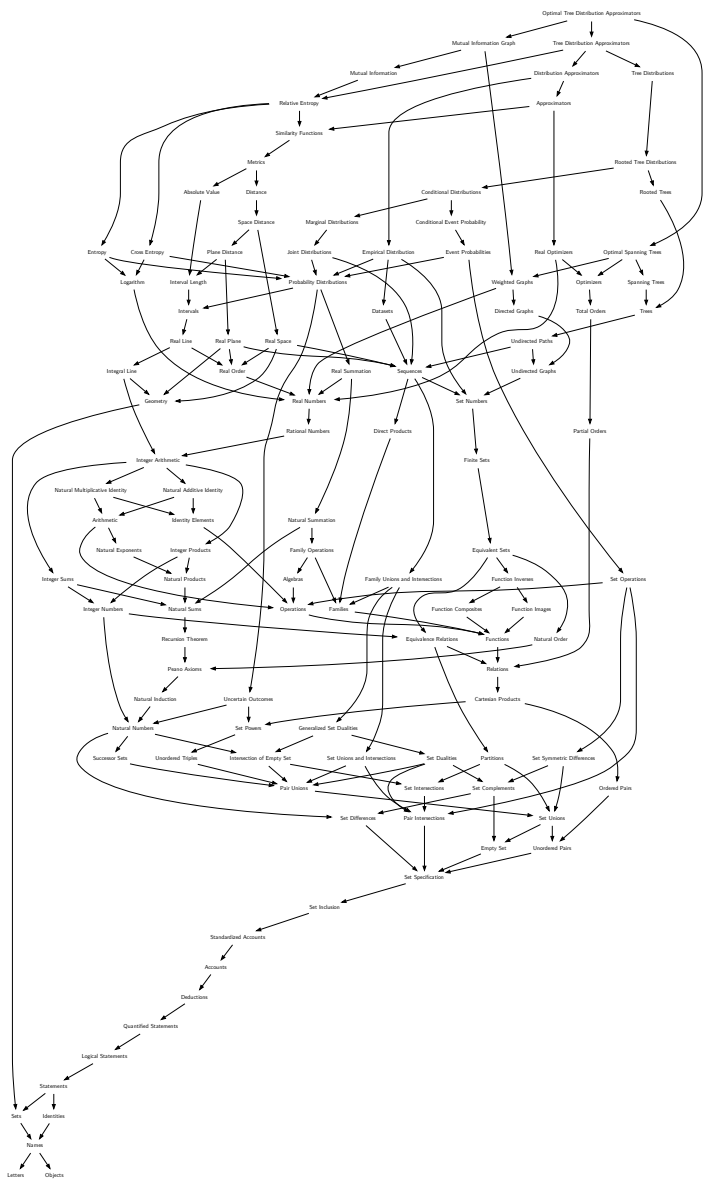 Optimal Tree Distribution Approximators
Mutual Information Graph
Tree Distribution Approximators
Mutual Information
Distribution Approximators
Tree Distributions
Relative Entropy
Approximators
Similarity Functions
Metrics
Rooted Tree Distributions
Absolute Value
Distance
Conditional Distributions
Rooted Trees
Space Distance
Marginal Distributions
Conditional Event Probability
Entropy
Cross Entropy
Plane Distance
Joint Distributions
Empirical Distribution
Event Probabilities
Real Optimizers
Optimal Spanning Trees
Logarithm
Interval Length
Probability Distributions
Weighted Graphs
Optimizers
Spanning Trees
Intervals
Datasets
Directed Graphs
Total Orders
Trees
Real Line
Real Plane
Real Space
Undirected Paths
Integral Line
Real Order
Real Summation
Sequences
Undirected Graphs
Geometry
Real Numbers
Set Numbers
Rational Numbers
Direct Products
Partial Orders
Integer Arithmetic
Finite Sets
Natural Multiplicative Identity
Natural Additive Identity
Arithmetic
Identity Elements
Natural Summation
Natural Exponents
Integer Products
Family Operations
Equivalent Sets
Integer Sums
Natural Products
Algebras
Family Unions and Intersections
Function Inverses
Set Operations
Integer Numbers
Natural Sums
Operations
Families
Function Composites
Function Images
Recursion Theorem
Equivalence Relations
Functions
Natural Order
Peano Axioms
Relations
Natural Induction
Uncertain Outcomes
Cartesian Products
Natural Numbers
Set Powers
Generalized Set Dualities
Successor Sets
Unordered Triples
Intersection of Empty Set
Set Unions and Intersections
Set Dualities
Partitions
Set Symmetric Differences
Pair Unions
Set Intersections
Set Complements
Ordered Pairs
Set Differences
Pair Intersections
Set Unions
Empty Set
Unordered Pairs
Set Specification
Set Inclusion
Standardized Accounts
Accounts
Deductions
Quantified Statements
Logical Statements
Statements
Sets
Identities
Names
Letters
Objects